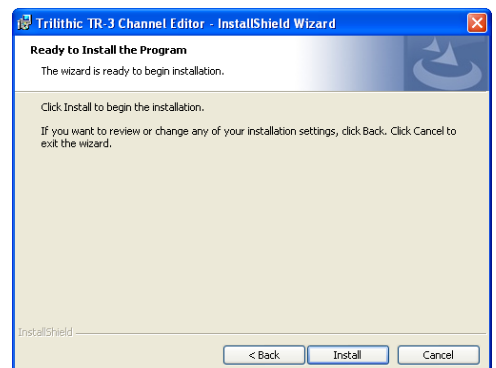 Trilithic TR-3 Channel Editor - InstallShield Wizard
Ready to Install the Program
The wizard is ready to begin installation.
Click Install to begin the installation.
If you want to review or change any of your installation settings, click Back. Click Cancel to
exit the wizard.
InstallShield
< Back Install Cancel